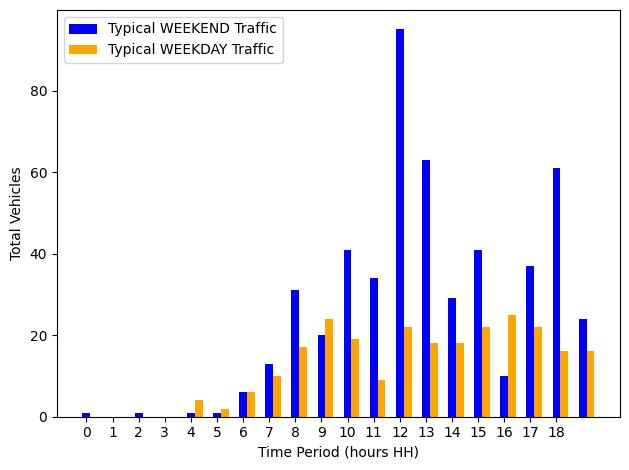 Typical WEEKEND Traffic
Typical WEEKDAY Traffic
Total Vehicles
80
60
40
20
0
0 1 2 3 4 5 6 7 8 9 10 11 12 13 14 15 16 17 18
Time Period (hours HH)